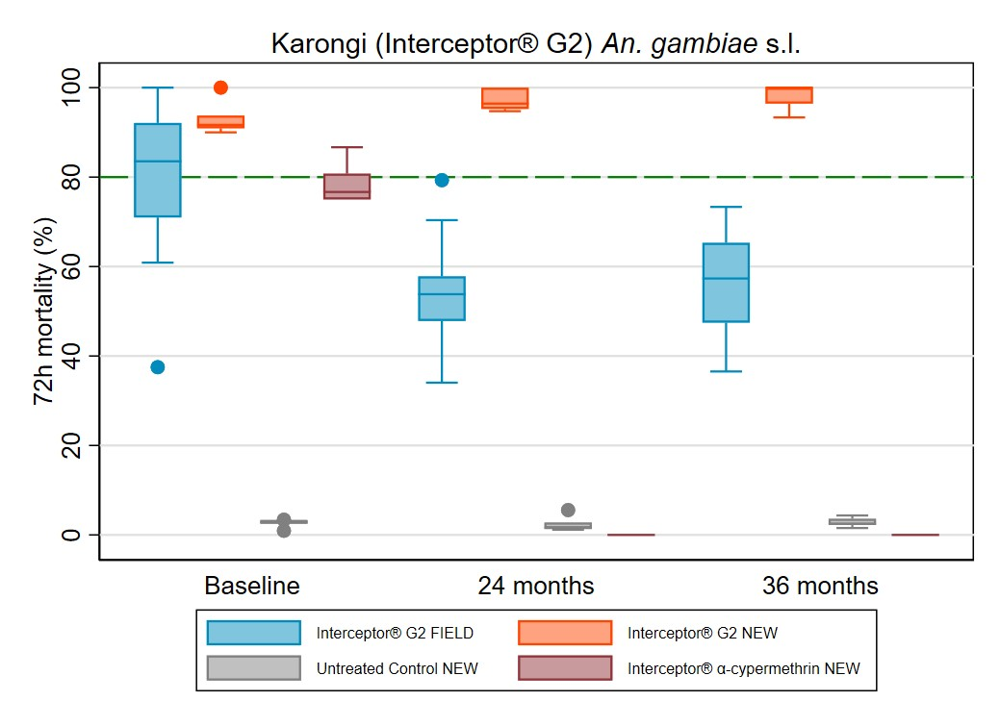 Karongi (Interceptor® G2) An. gambiae s.l.
72h mortality (%)
100
80
60
40
20
0
Baseline 24 months 36 months
Interceptor® G2 FIELD Interceptor® G2 NEW
Untreated Control NEW Interceptor® α-cypermethrin NEW